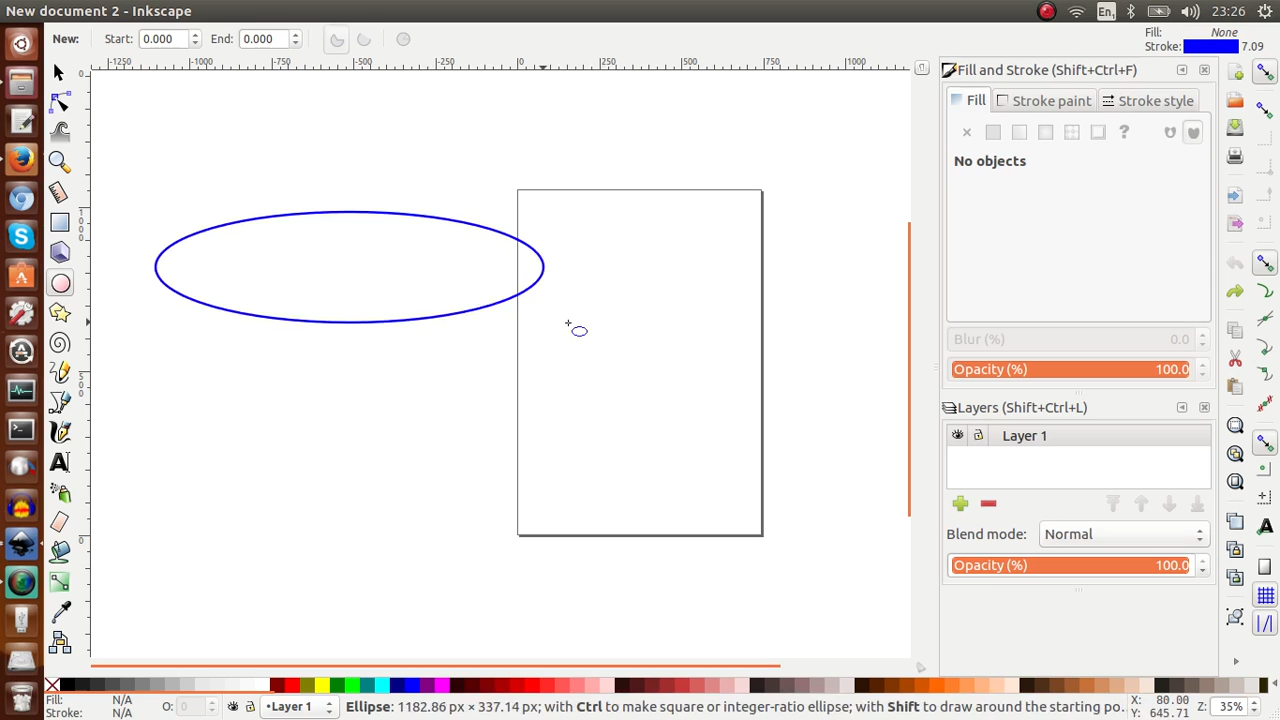 New document 2 - Inkscape
En1
23:26
New: Start: 0.000 End: 0.000
Fill: None
Stroke: 7.09
-1250 -1000 -750 -500 -250 0 250 500 750 1000
1000
500
0
Fill and Stroke (Shift+Ctrl+F)
Fill Stroke paint Stroke style
?
No objects
Blur (%) 0.0
Opacity (%) 100.0
Layers (Shift+Ctrl+L)
Layer 1
Blend mode: Normal
Opacity (%) 100.0
Fill: N/A
Stroke: N/A
O: 0
•Layer 1
Ellipse: 1182.86 px × 337.14 px; with Ctrl to make square or integer-ratio ellipse; with Shift to draw around the starting po..
X: 80.00
Y: 645.71
Z: 35%